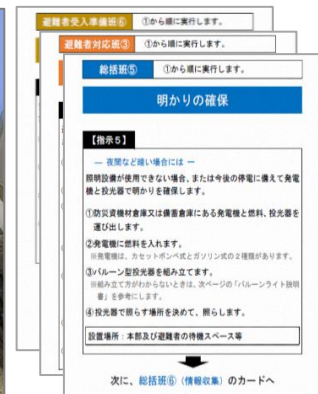 避難者受入準備班⑥ ①から順に実行します。
避難者対応班③ ①から順に実行します。
総括班⑤ ①から順に実行します。
明かりの確保
【指示５】
― 夜間など暗い場合には ―
照明設備が使用できない場合、または今後の停電に備えて発電
機と投光器で明かりを確保します。
①防災資機材倉庫又は備蓄倉庫にある発電機と燃料、投光器を
運び出します。
②発電機に燃料を入れます。
※発電機は、カセットボンベ式とガソリン式の２種類があります。
③バルーン型投光器を組み立てます。
※組み立て方がわからないときは、次ページの「バルーンライト説明
書」を参考にします。
④投光器で照らす場所を決めて、照らします。
設置場所：本部及び避難者の待機スペース等
次に、総括班⑥（情報収集）のカードへ